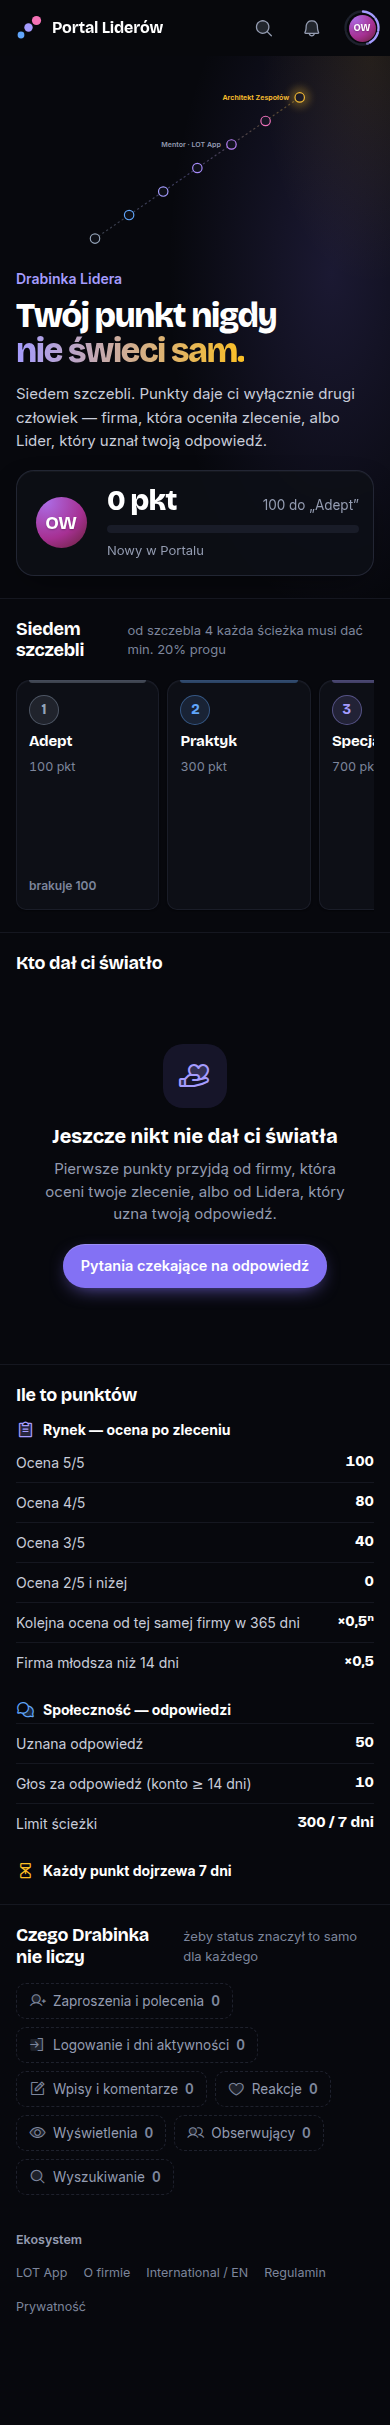 Portal Liderów
OW
Architekt Zespołów
Mentor · LOT App
Drabinka Lidera
Twój punkt nigdy
nie świeci sam.
Siedem szczebli. Punkty daje ci wyłącznie drugi
człowiek — firma, która oceniła zlecenie, albo
Lider, który uznał twoją odpowiedź.
OW
0 pkt
100 do „Adept”
Nowy w Portalu
Siedem
szczebli
od szczebla 4 każda ścieżka musi dać
min. 20% progu
1
Adept
100 pkt
brakuje 100
2
Praktyk
300 pkt
3
Specja
700 pk
Kto dał ci światło
Jeszcze nikt nie dał ci światła
Pierwsze punkty przyjdą od firmy, która
oceni twoje zlecenie, albo od Lidera, który
uzna twoją odpowiedź.
Pytania czekające na odpowiedź
Ile to punktów
Rynek — ocena po zleceniu
Ocena 5/5 100
Ocena 4/5 80
Ocena 3/5 40
Ocena 2/5 i niżej 0
Kolejna ocena od tej samej firmy w 365 dni ×0,5ⁿ
Firma młodsza niż 14 dni ×0,5
Społeczność — odpowiedzi
Uznana odpowiedź 50
Głos za odpowiedź (konto ≥ 14 dni) 10
Limit ścieżki 300 / 7 dni
Każdy punkt dojrzewa 7 dni
Czego Drabinka
nie liczy
żeby status znaczył to samo
dla każdego
Zaproszenia i polecenia 0
Logowanie i dni aktywności 0
Wpisy i komentarze 0
Reakcje 0
Wyświetlenia 0
Obserwujący 0
Wyszukiwanie 0
Ekosystem
LOT App O firmie International / EN Regulamin
Prywatność